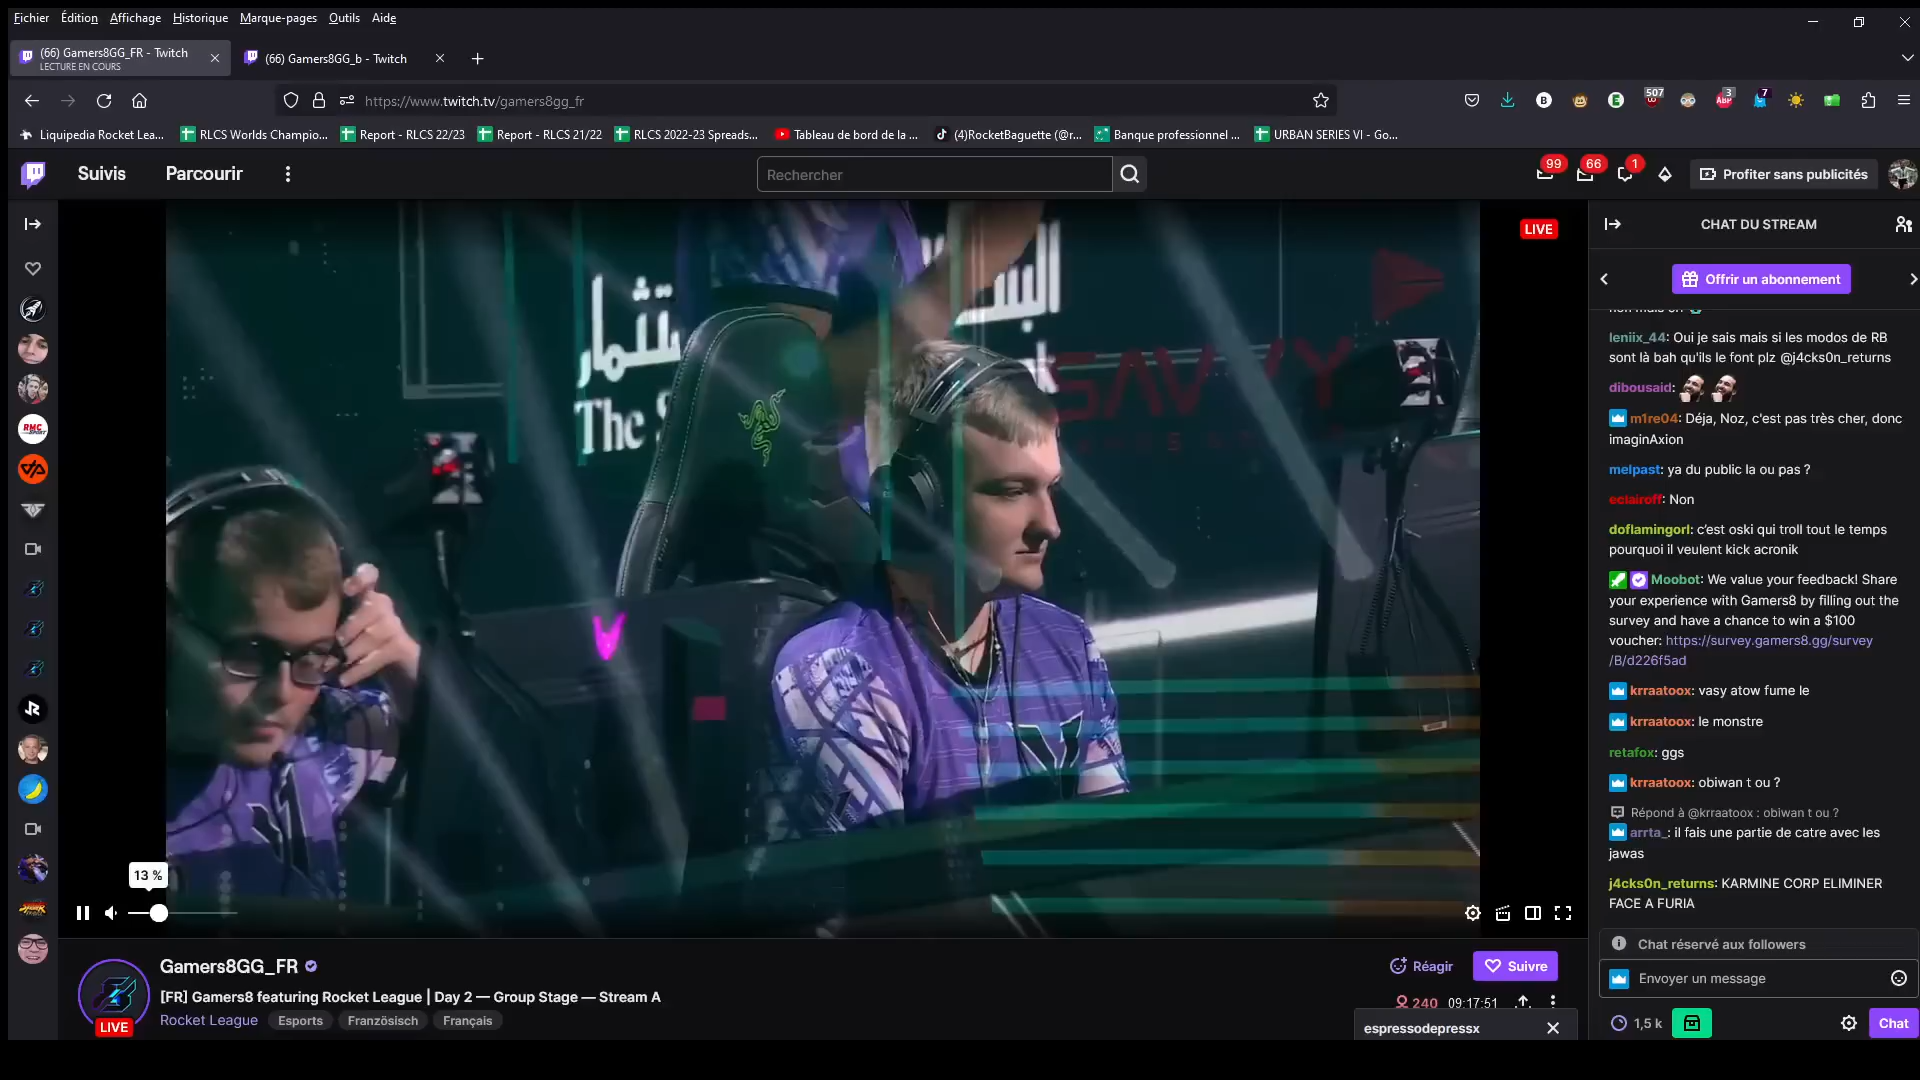 Fichier Édition Affichage Historique Marque-pages Outils Aide
(66) Gamers8GG_FR - Twitch
LECTURE EN COURS
(66) Gamers8GG_b - Twitch
https://www.twitch.tv/gamers8gg_fr
507
3
7
Liquipedia Rocket Lea...
RLCS Worlds Champio...
Report - RLCS 22/23
Report - RLCS 21/22
RLCS 2022-23 Spreads...
Tableau de bord de la ...
(4)RocketBaguette (@r...
Banque professionnel ...
URBAN SERIES VI - Go...
Suivis
Parcourir
Rechercher
99
66
1
Profiter sans publicités
LIVE
The
SAVVY
RMC
SPORT
13 %
CHAT DU STREAM
Offrir un abonnement
leniix_44: Oui je sais mais si les modos de RB
sont là bah qu'ils le font plz @j4cks0n_returns
dibousaid:
m1re04: Déja, Noz, c'est pas très cher, donc
imaginAxion
melpast: ya du public la ou pas ?
eclairoff: Non
doflamingorl: c'est oski qui troll tout le temps
pourquoi il veulent kick acronik
Moobot: We value your feedback! Share
your experience with Gamers8 by filling out the
survey and have a chance to win a $100
voucher: https://survey.gamers8.gg/survey
/B/d226f5ad
krraatoox: vasy atow fume le
krraatoox: le monstre
retafox: ggs
krraatoox: obiwan t ou ?
Répond à @krraatoox : obiwan t ou ?
arrta_: il fais une partie de catre avec les
jawas
j4cks0n_returns: KARMINE CORP ELIMINER
FACE A FURIA
Chat réservé aux followers
Envoyer un message
1,5 k
Chat
Gamers8GG_FR
[FR] Gamers8 featuring Rocket League | Day 2 — Group Stage — Stream A
Rocket League
Esports
Französisch
Français
LIVE
Réagir
Suivre
240
09:17:51
espressodepressx